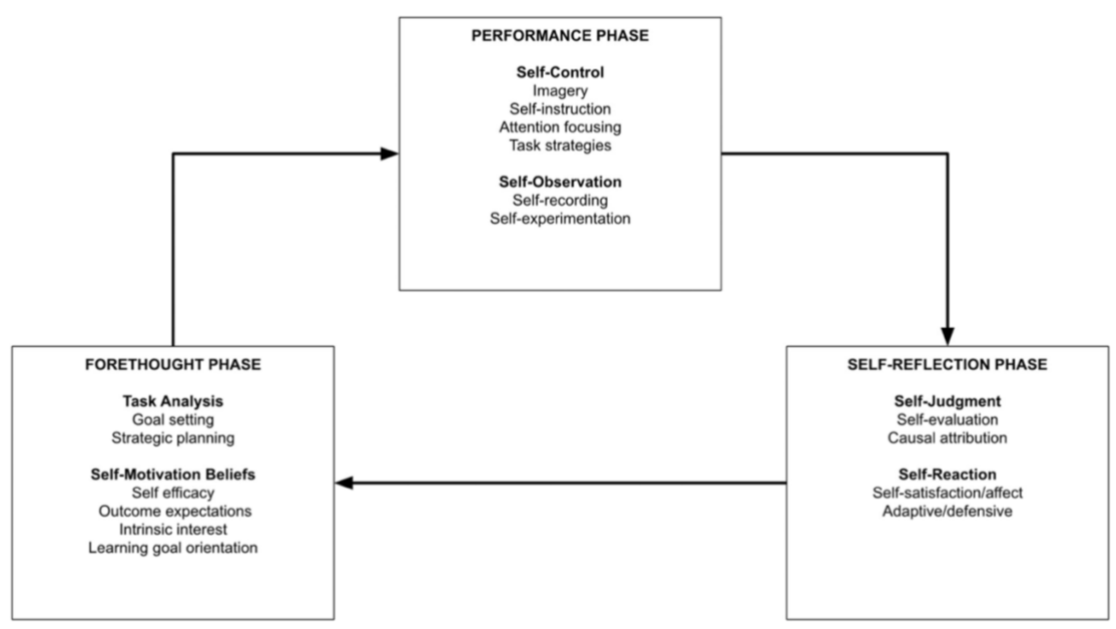 PERFORMANCE PHASE
Self-Control
Imagery
Self-instruction
Attention focusing
Task strategies
Self-Observation
Self-recording
Self-experimentation
FORETHOUGHT PHASE
Task Analysis
Goal setting
Strategic planning
Self-Motivation Beliefs
Self efficacy
Outcome expectations
Intrinsic interest
Learning goal orientation
SELF-REFLECTION PHASE
Self-Judgment
Self-evaluation
Causal attribution
Self-Reaction
Self-satisfaction/affect
Adaptive/defensive